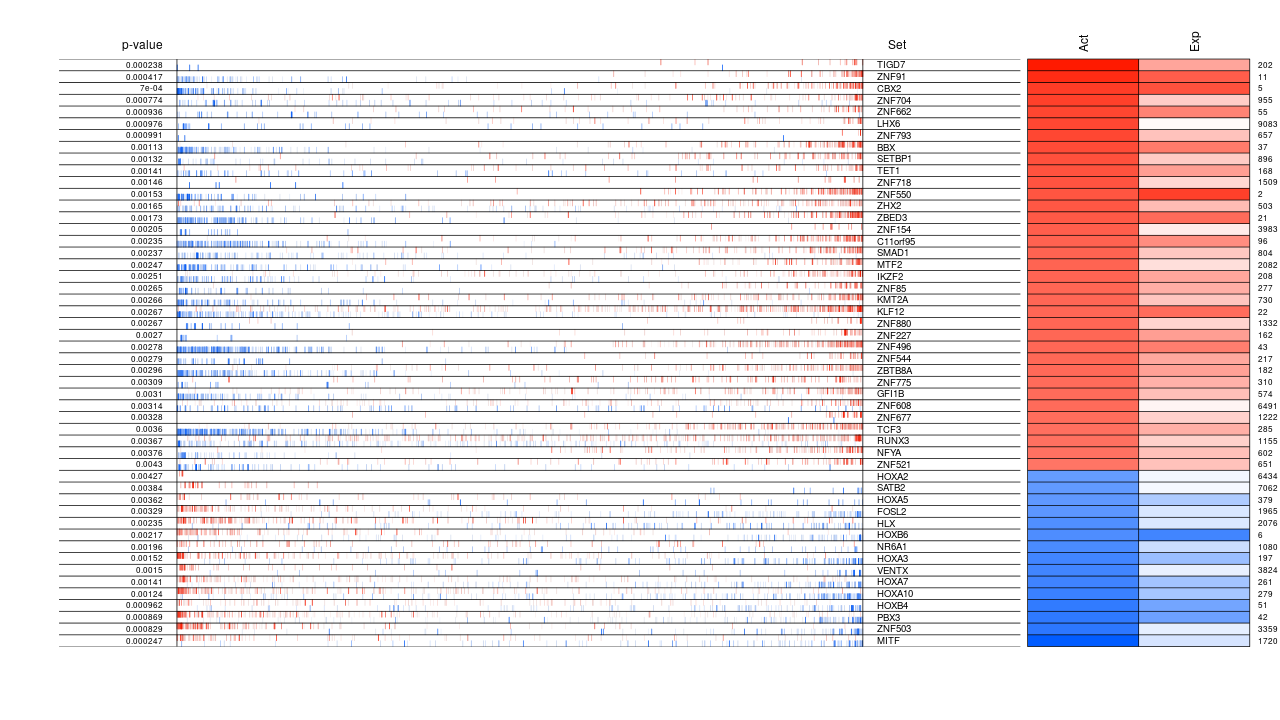 p-value Set Act Exp
0.000238 TIGD7 202
0.000417 ZNF91 11
7e-04 CBX2 5
0.000774 ZNF704 955
0.000936 ZNF662 55
0.000976 LHX6 9083
0.000991 ZNF793 657
0.00113 BBX 37
0.00132 SETBP1 896
0.00141 TET1 168
0.00146 ZNF718 1509
0.00153 ZNF550 2
0.00165 ZHX2 503
0.00173 ZBED3 21
0.00205 ZNF154 3983
0.00235 C11orf95 96
0.00237 SMAD1 804
0.00247 MTF2 2082
0.00251 IKZF2 208
0.00265 ZNF85 277
0.00266 KMT2A 730
0.00267 KLF12 22
0.00267 ZNF880 1332
0.0027 ZNF227 162
0.00278 ZNF496 43
0.00279 ZNF544 217
0.00296 ZBTB8A 182
0.00309 ZNF775 310
0.0031 GFI1B 574
0.00314 ZNF608 6491
0.00328 ZNF677 1222
0.0036 TCF3 285
0.00367 RUNX3 1155
0.00376 NFYA 602
0.0043 ZNF521 651
0.00427 HOXA2 6434
0.00384 SATB2 7062
0.00362 HOXA5 379
0.00329 FOSL2 1965
0.00235 HLX 2076
0.00217 HOXB6 6
0.00196 NR6A1 1080
0.00152 HOXA3 197
0.0015 VENTX 3824
0.00141 HOXA7 261
0.00124 HOXA10 279
0.000962 HOXB4 51
0.000869 PBX3 42
0.000829 ZNF503 3359
0.000247 MITF 1720